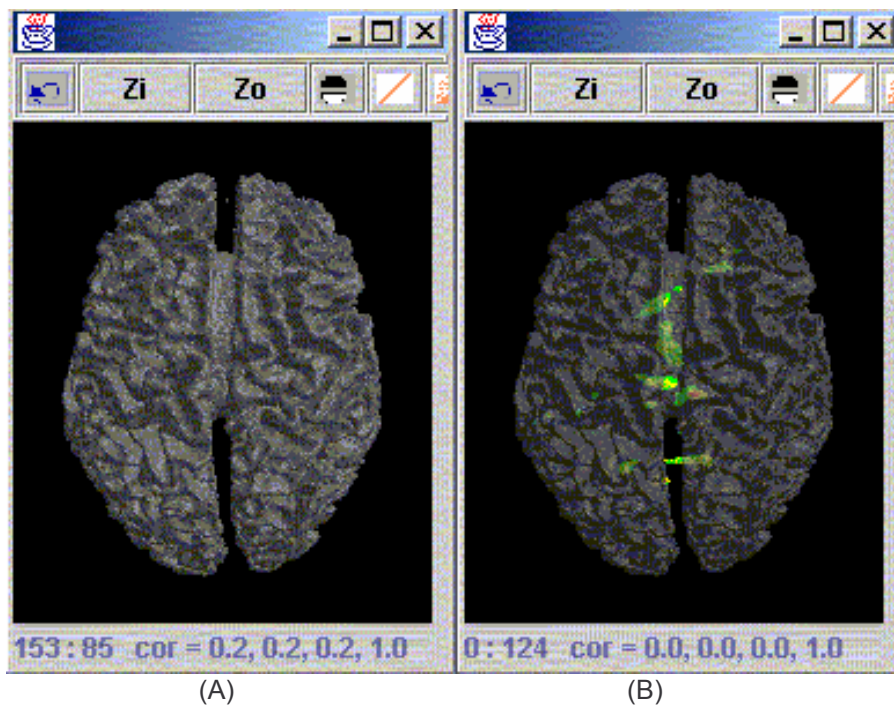 Zi Zo
Zi Zo
153 : 85 cor = 0.2, 0.2, 0.2, 1.0
0 : 124 cor = 0.0, 0.0, 0.0, 1.0
(A)
(B)